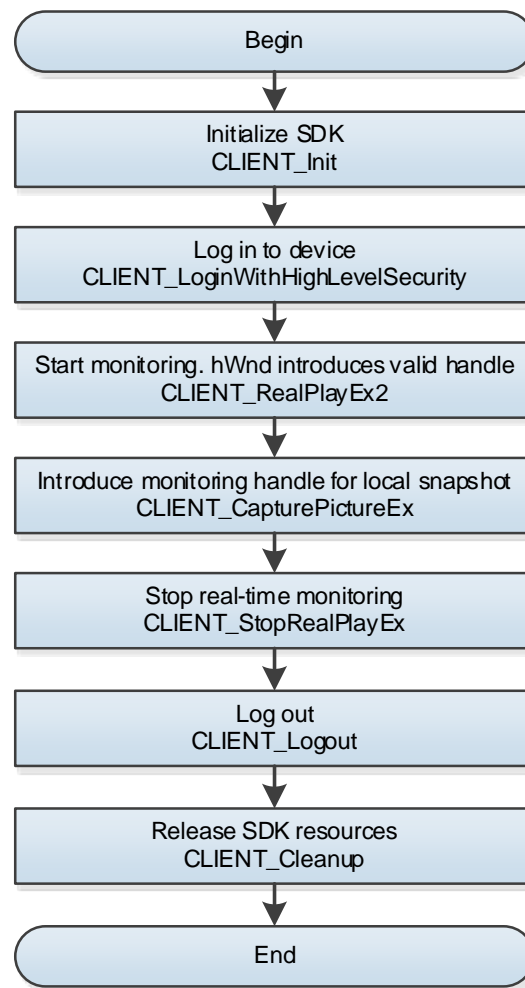 Begin
Initialize SDK
CLIENT_Init
Log in to device
CLIENT_LoginWithHighLevelSecurity
Start monitoring. hWnd introduces valid handle
CLIENT_RealPlayEx2
Introduce monitoring handle for local snapshot
CLIENT_CapturePictureEx
Stop real-time monitoring
CLIENT_StopRealPlayEx
Log out
CLIENT_Logout
Release SDK resources
CLIENT_Cleanup
End